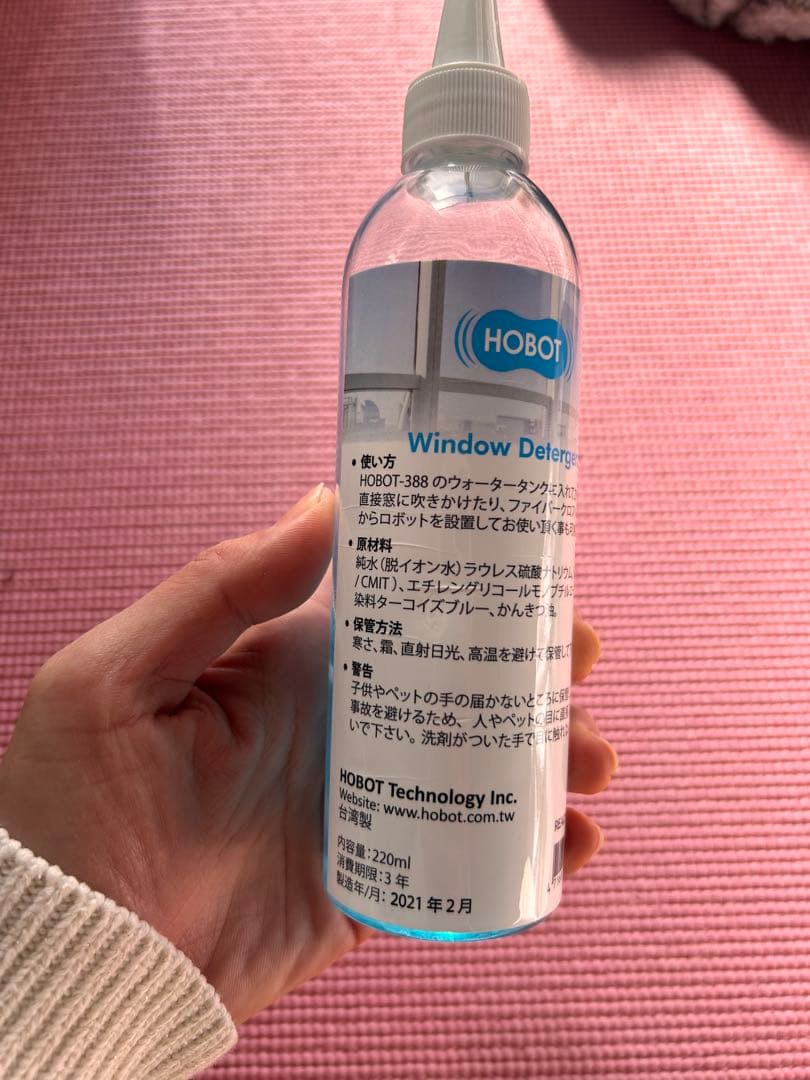 HOBOT
Window Deterge
• 使い方
HOBOT-388 のウォータータンクに入れてか
直接窓に吹きかけたり、ファイバークロス
からロボットを設置してお使い頂く事も可
• 原材料
純水(脱イオン水)ラウレス硫酸ナトリウム
/CMIT)、エチレングリコールモノブチルエ
染料ターコイズブルー、かんきつ油。
• 保管方法
寒さ、霜、直射日光、高温を避けて保管して
• 警告
子供やペットの手の届かないところに保管
事故を避けるため、人やペットの目に直
いで下さい。洗剤がついた手で目に触れ
HOBOT Technology Inc.
Website: www.hobot.com.tw
台湾製
内容量:220ml
消費期限:3 年
製造年/月: 2021 年 2 月